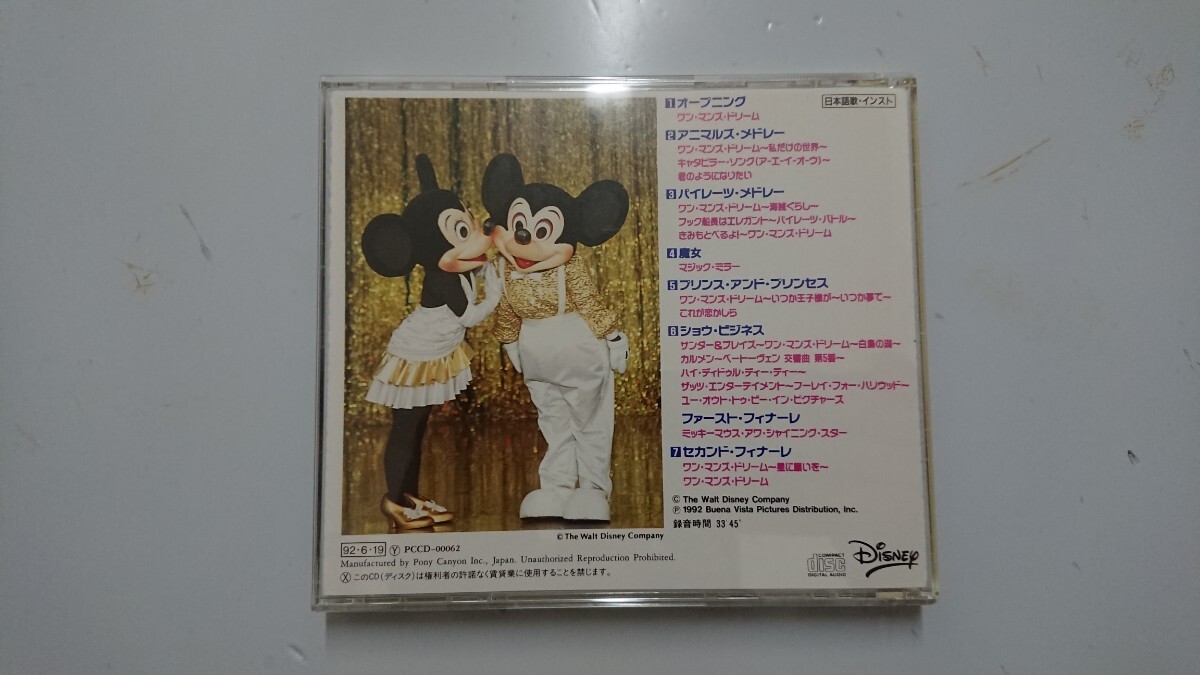 1 オープニング
日本語歌・インスト
ワン・マンズ・ドリーム
2 アニマルズ・メドレー
ワン・マンズ・ドリーム〜私だけの世界〜
キャタピラー・ソング(ア-エ-イ-オ-ウ)〜
君のようになりたい
3 パイレーツ・メドレー
ワン・マンズ・ドリーム〜海賊ぐらし〜
フック船長はエレガント〜パイレーツ・バトル〜
きみもとべるよ!〜ワン・マンズ・ドリーム
4 魔女
マジック・ミラー
5 プリンス・アンド・プリンセス
ワン・マンズ・ドリーム〜いつか王子様が〜いつか夢で〜
これが恋かしら
6 ショウ・ビジネス
サンダー&ブレイズ〜ワン・マンズ・ドリーム〜白鳥の湖〜
カルメン〜ベートーヴェン 交響曲 第5番〜
ハイ・ディドゥル・ディー・ディー〜
ザッツ・エンターテイメント〜フーレイ・フォー・ハリウッド〜
ユー・オウト・トゥ・ビー・イン・ピクチャーズ
ファースト・フィナーレ
ミッキーマウス・アワ・シャイニング・スター
7 セカンド・フィナーレ
ワン・マンズ・ドリーム〜星に願いを〜
ワン・マンズ・ドリーム
© The Walt Disney Company
℗ 1992 Buena Vista Pictures Distribution, Inc.
録音時間 33′45″
© The Walt Disney Company
92・6・19 Ⓨ PCCD-00062
Manufactured by Pony Canyon Inc., Japan. Unauthorized Reproduction Prohibited.
Ⓧ このCD(ディスク)は権利者の許諾なく賃貸業に使用することを禁じます。
COMPACT
disc
DIGITAL AUDIO
Disney